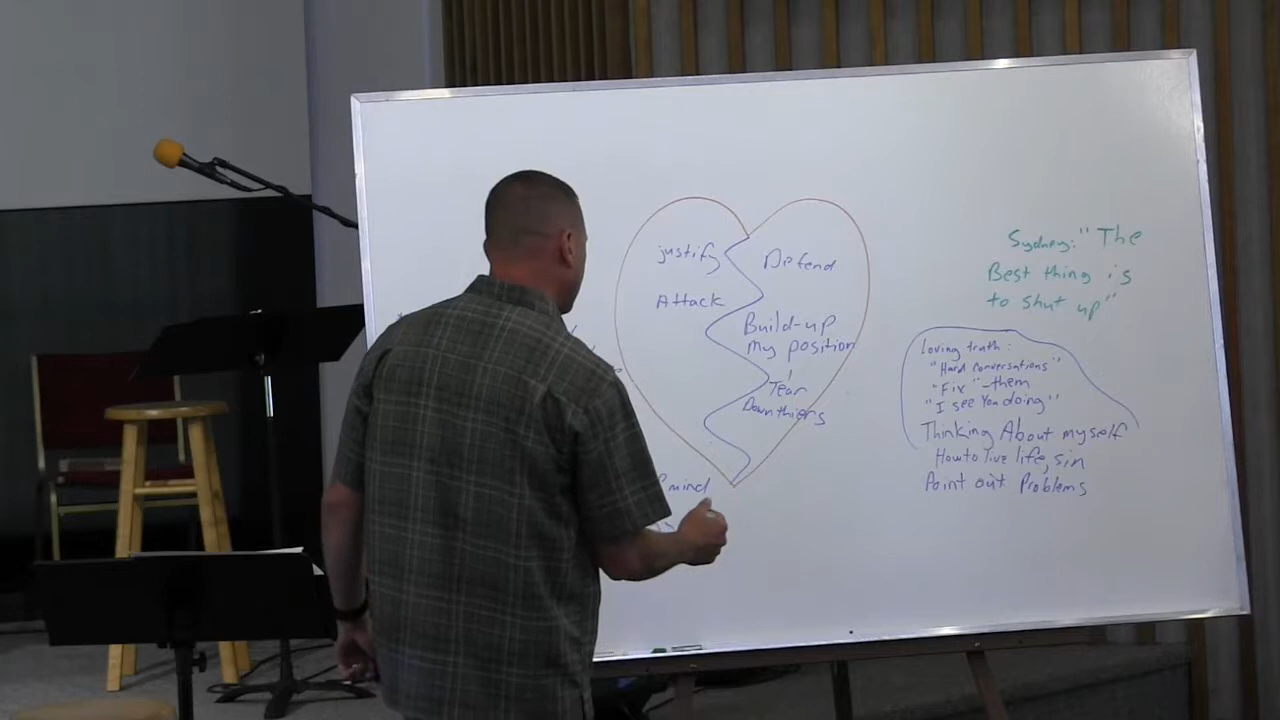 justify
Attack
Defend
Build-up
My position
Tear
Down thiers
mind
Sydney: "The
Best thing is
to shut up"
Loving truth:
"Hard conversations"
"Fix"-them
"I see You doing"
Thinking About myself
How to live life, sin
Point out Problems